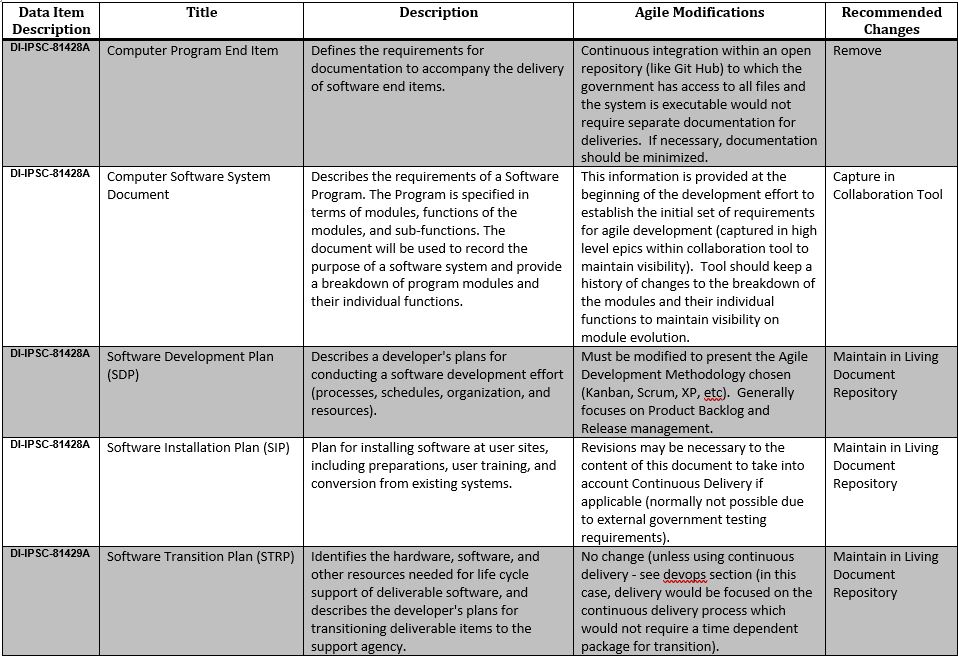 Data Item Description
Title
Description
Agile Modifications
Recommended Changes
DI-IPSC-81428A
Computer Program End Item
Defines the requirements for
documentation to accompany the delivery
of software end items.
Continuous integration within an open
repository (like Git Hub) to which the
government has access to all files and
the system is executable would not
require separate documentation for
deliveries.  If necessary, documentation
should be minimized.
Remove
DI-IPSC-81428A
Computer Software System
Document
Describes the requirements of a Software
Program. The Program is specified in
terms of modules, functions of the
modules, and sub-functions. The
document will be used to record the
purpose of a software system and provide
a breakdown of program modules and
their individual functions.
This information is provided at the
beginning of the development effort to
establish the initial set of requirements
for agile development (captured in high
level epics within collaboration tool to
maintain visibility).  Tool should keep a
history of changes to the breakdown of
the modules and their individual
functions to maintain visibility on
module evolution.
Capture in
Collaboration Tool
DI-IPSC-81428A
Software Development Plan
(SDP)
Describes a developer's plans for
conducting a software development effort
(processes, schedules, organization, and
resources).
Must be modified to present the Agile
Development Methodology chosen
(Kanban, Scrum, XP, etc).  Generally
focuses on Product Backlog and
Release management.
Maintain in Living
Document
Repository
DI-IPSC-81428A
Software Installation Plan (SIP)
Plan for installing software at user sites,
including preparations, user training, and
conversion from existing systems.
Revisions may be necessary to the
content of this document to take into
account Continuous Delivery if
applicable (normally not possible due
to external government testing
requirements).
Maintain in Living
Document
Repository
DI-IPSC-81429A
Software Transition Plan (STRP)
Identifies the hardware, software, and
other resources needed for life cycle
support of deliverable software, and
describes the developer's plans for
transitioning deliverable items to the
support agency.
No change (unless using continuous
delivery - see devops section (in this
case, delivery would be focused on the
continuous delivery process which
would not require a time dependent
package for transition).
Maintain in Living
Document
Repository